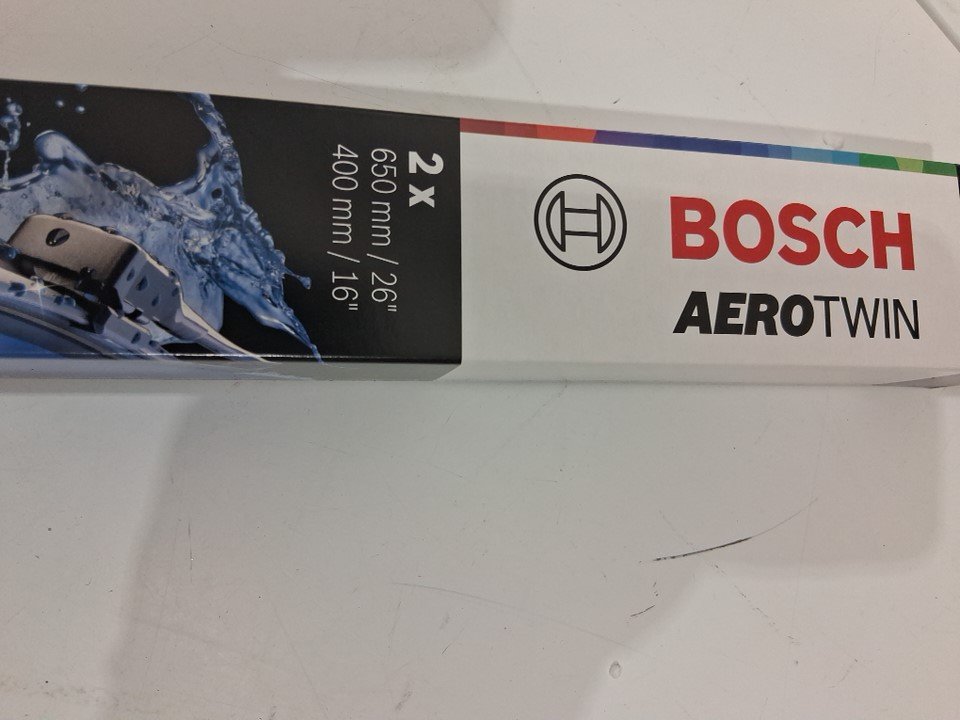 2 x
650 mm / 26"
400 mm / 16"
BOSCH
AEROTWIN